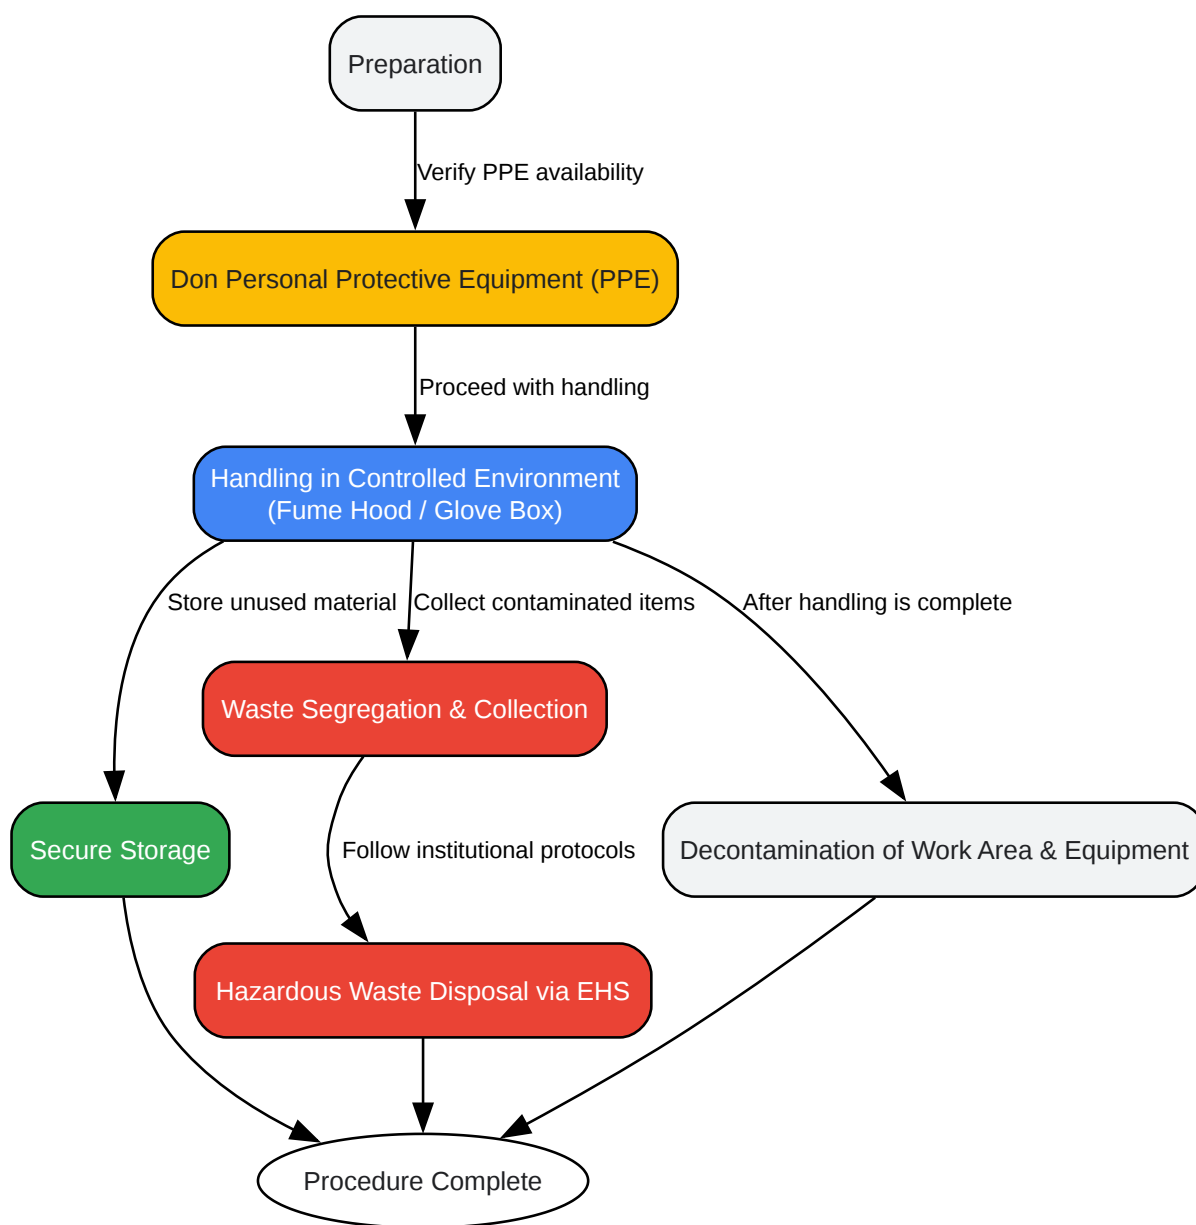 Preparation
Verify PPE availability
Don Personal Protective Equipment (PPE)
Proceed with handling
Handling in Controlled Environment
(Fume Hood / Glove Box)
Store unused material
Collect contaminated items
After handling is complete
Waste Segregation & Collection
Secure Storage
Follow institutional protocols
Decontamination of Work Area & Equipment
Hazardous Waste Disposal via EHS
Procedure Complete